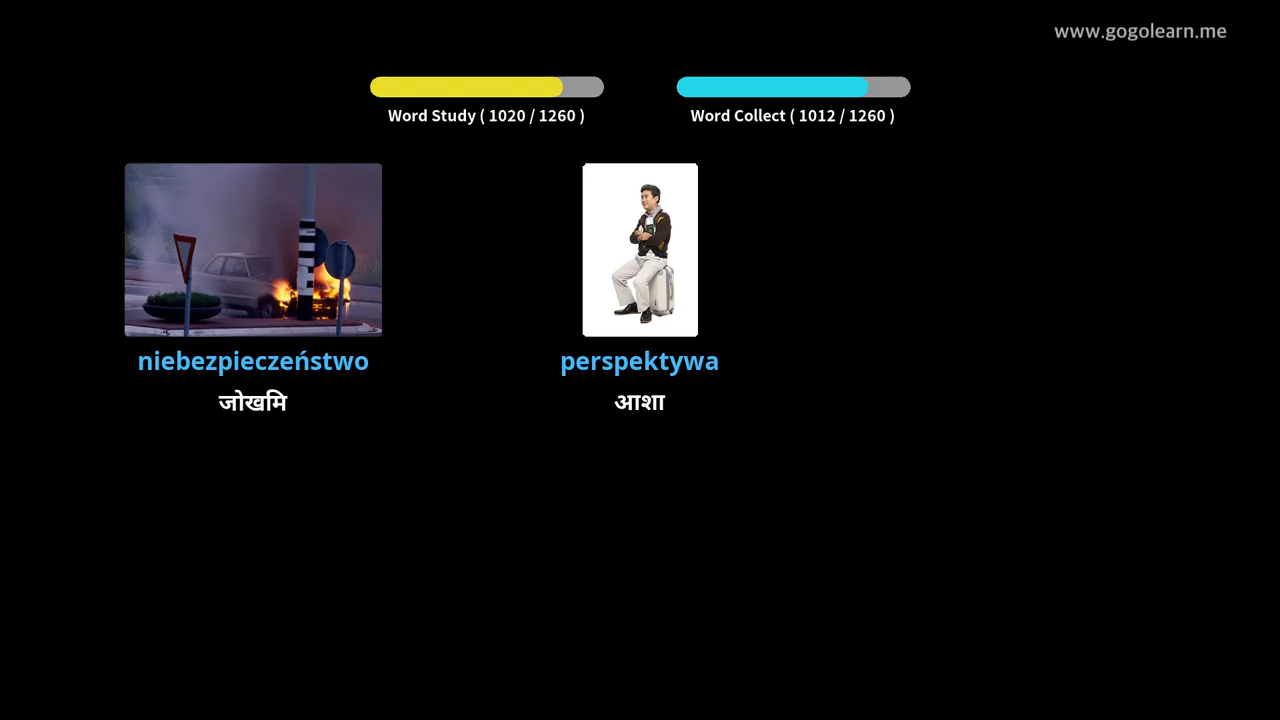 www.gogolearn.me
Word Study ( 1020 / 1260 )
Word Collect ( 1012 / 1260 )
niebezpieczeństwo
perspektywa
जोखमि
आशा